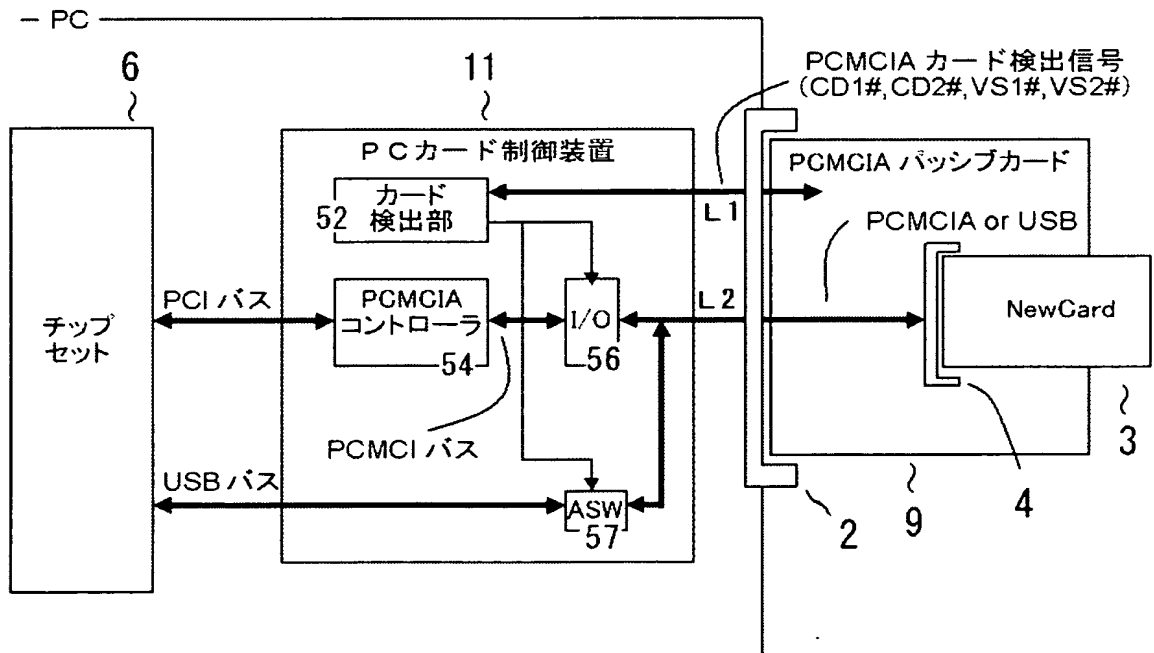 PC
6
11
PCMCIA カード検出信号
(CD1#,CD2#,VS1#,VS2#)
PCカード制御装置
PCMCIA パッシブカード
カード
検出部
52
L1
PCMCIA or USB
PCI バス
PCMCIA
コントローラ
54
I/O
56
L2
NewCard
チップ
セット
PCMCI バス
3
USB バス
ASW
57
2
9
4